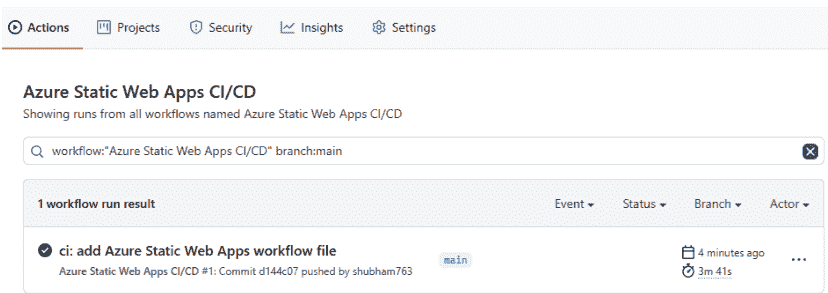 Actions Projects Security Insights Settings
Azure Static Web Apps CI/CD
Showing runs from all workflows named Azure Static Web Apps CI/CD
workflow:"Azure Static Web Apps CI/CD" branch:main
1 workflow run result Event Status Branch Actor
ci: add Azure Static Web Apps workflow file
main
4 minutes ago
Azure Static Web Apps CI/CD #1: Commit d144c07 pushed by shubham763
3m 41s